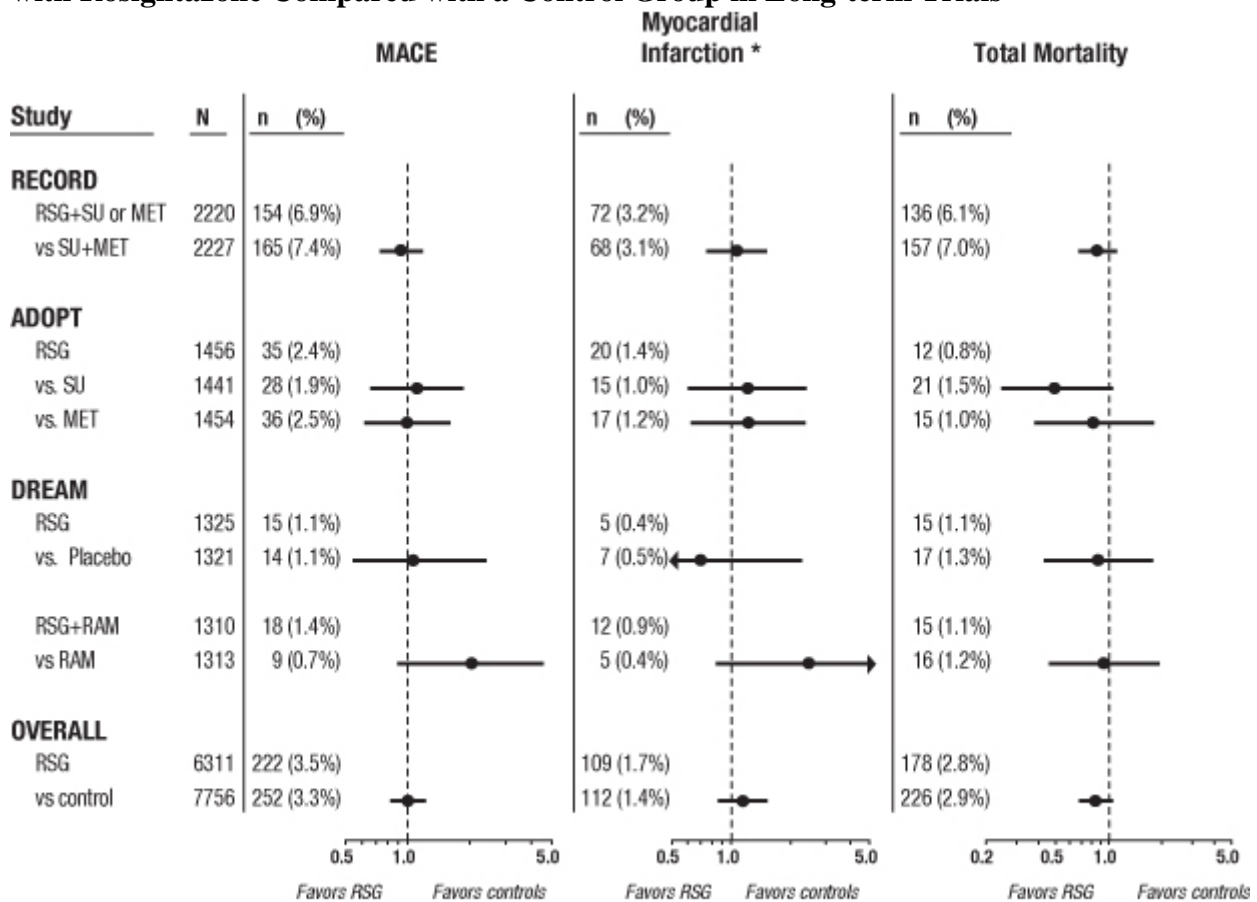 with Rosiglitazone Compared with a Control Group in Long-term Trials
MACE Myocardial Infarction * Total Mortality
Study N n (%) n (%) n (%)
RECORD
RSG+SU or MET 2220 154 (6.9%) 72 (3.2%) 136 (6.1%)
vs SU+MET 2227 165 (7.4%) 68 (3.1%) 157 (7.0%)
ADOPT
RSG 1456 35 (2.4%) 20 (1.4%) 12 (0.8%)
vs. SU 1441 28 (1.9%) 15 (1.0%) 21 (1.5%)
vs. MET 1454 36 (2.5%) 17 (1.2%) 15 (1.0%)
DREAM
RSG 1325 15 (1.1%) 5 (0.4%) 15 (1.1%)
vs. Placebo 1321 14 (1.1%) 7 (0.5%) 17 (1.3%)
RSG+RAM 1310 18 (1.4%) 12 (0.9%) 15 (1.1%)
vs RAM 1313 9 (0.7%) 5 (0.4%) 16 (1.2%)
OVERALL
RSG 6311 222 (3.5%) 109 (1.7%) 178 (2.8%)
vs control 7756 252 (3.3%) 112 (1.4%) 226 (2.9%)
0.5 1.0 5.0 0.5 1.0 5.0 0.2 0.5 1.0 5.0
Favors RSG Favors controls Favors RSG Favors controls Favors RSG Favors controls